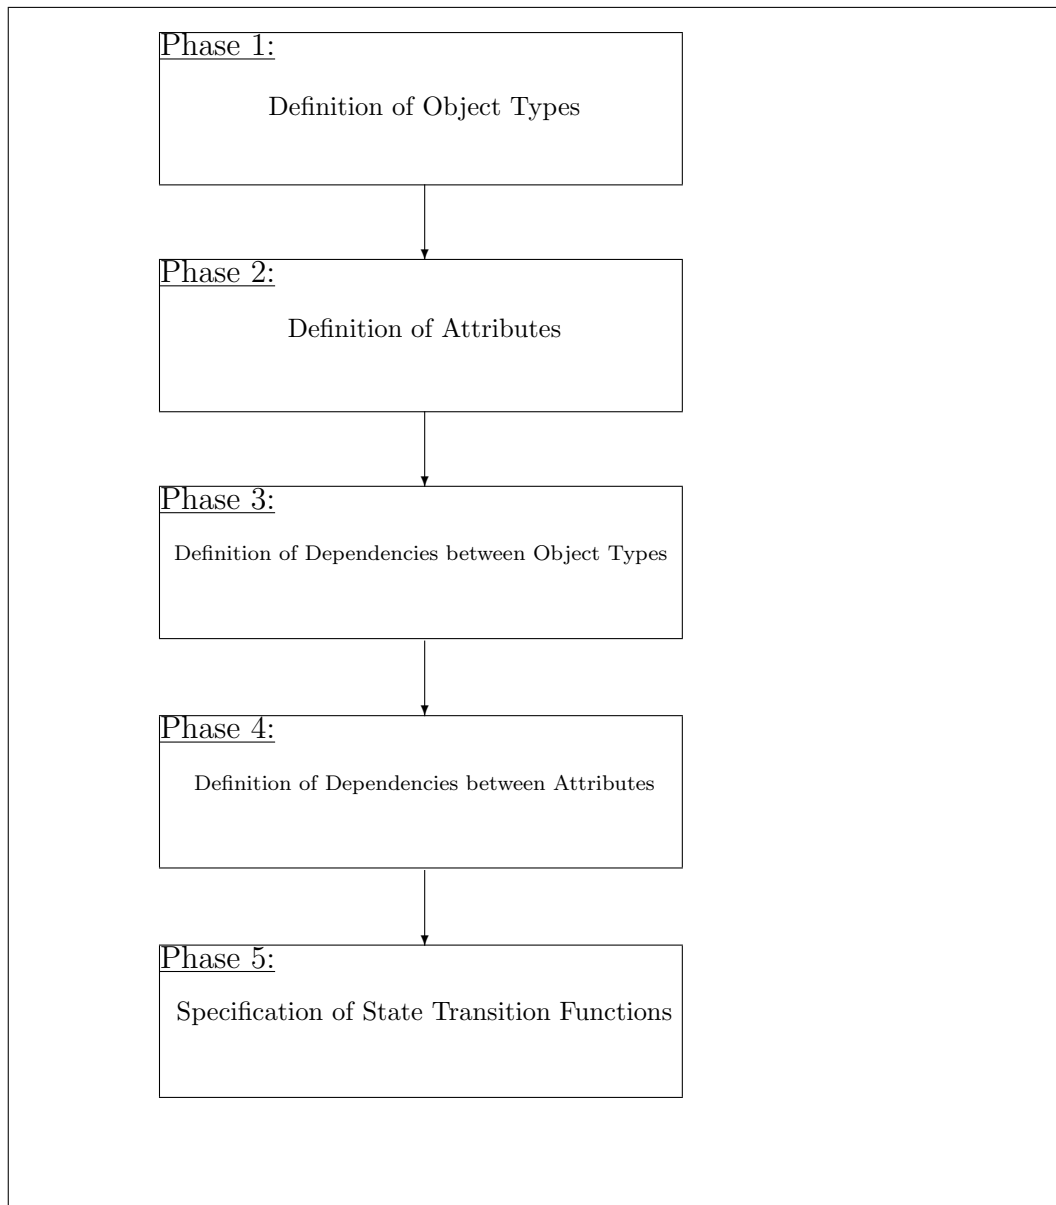 Phase 1:
Definition of Object Types
Phase 2:
Definition of Attributes
Phase 3:
Definition of Dependencies between Object Types
Phase 4:
Definition of Dependencies between Attributes
Phase 5:
Specification of State Transition Functions